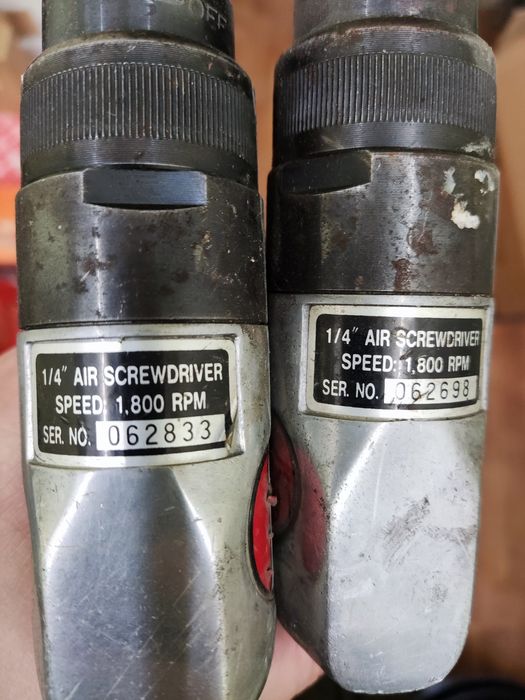 OFF
1/4" AIR SCREWDRIVER
SPEED: 1,800 RPM
SER. NO. 062833
1/4" AIR SCREWDRIVER
SPEED: 1,800 RPM
SER. NO. 062698